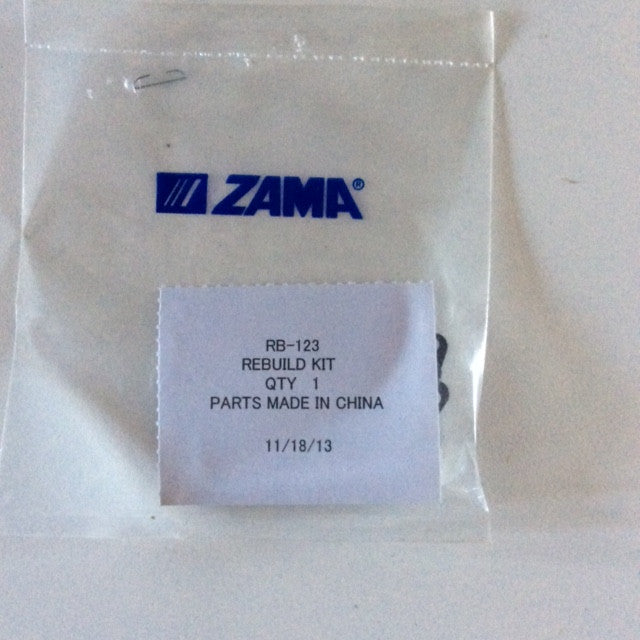 ZAMA®
RB-123
REBUILD KIT
QTY 1
PARTS MADE IN CHINA
11/18/13